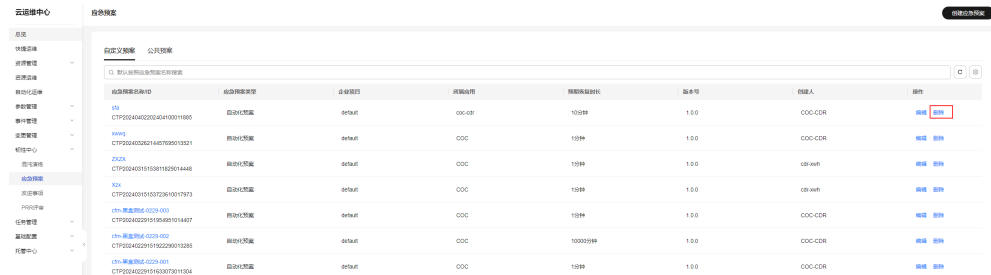 云运维中心
应急预案
创建应急预案
总览
快捷运维
资源管理
资源运维
自动化运维
参数管理
事件管理
变更管理
韧性中心
混沌演练
应急预案
改进事项
PRR评审
任务管理
基础配置
托管中心
自定义预案 公共预案
默认按照应急预案名称搜索
应急预案名称/ID 应急预案类型 企业项目 所属应用 预期恢复时长 版本号 创建人 操作
sfa
CTP20240402202404100011885 自动化预案 default coc-cdr 10分钟 1.0.0 COC-CDR 编辑 删除
xwwq
CTP20240326214457695013521 自动化预案 default COC 1分钟 1.0.0 COC-CDR 编辑 删除
ZXZX
CTP20240315153811829014448 自动化预案 default COC 1分钟 1.0.0 cdr-xwh 编辑 删除
Xzx
CTP20240315153723610017973 自动化预案 default COC 1分钟 1.0.0 cdr-xwh 编辑 删除
cfm-黑盒测试-0229-003
CTP20240229151954951014407 自动化预案 default COC 1分钟 1.0.0 COC-CDR 编辑 删除
cfm-黑盒测试-0229-002
CTP20240229151922290013285 自动化预案 default COC 10000分钟 1.0.0 COC-CDR 编辑 删除
cfm-黑盒测试-0229-001
CTP20240229151633073011304 自动化预案 default COC 1分钟 1.0.0 COC-CDR 编辑 删除